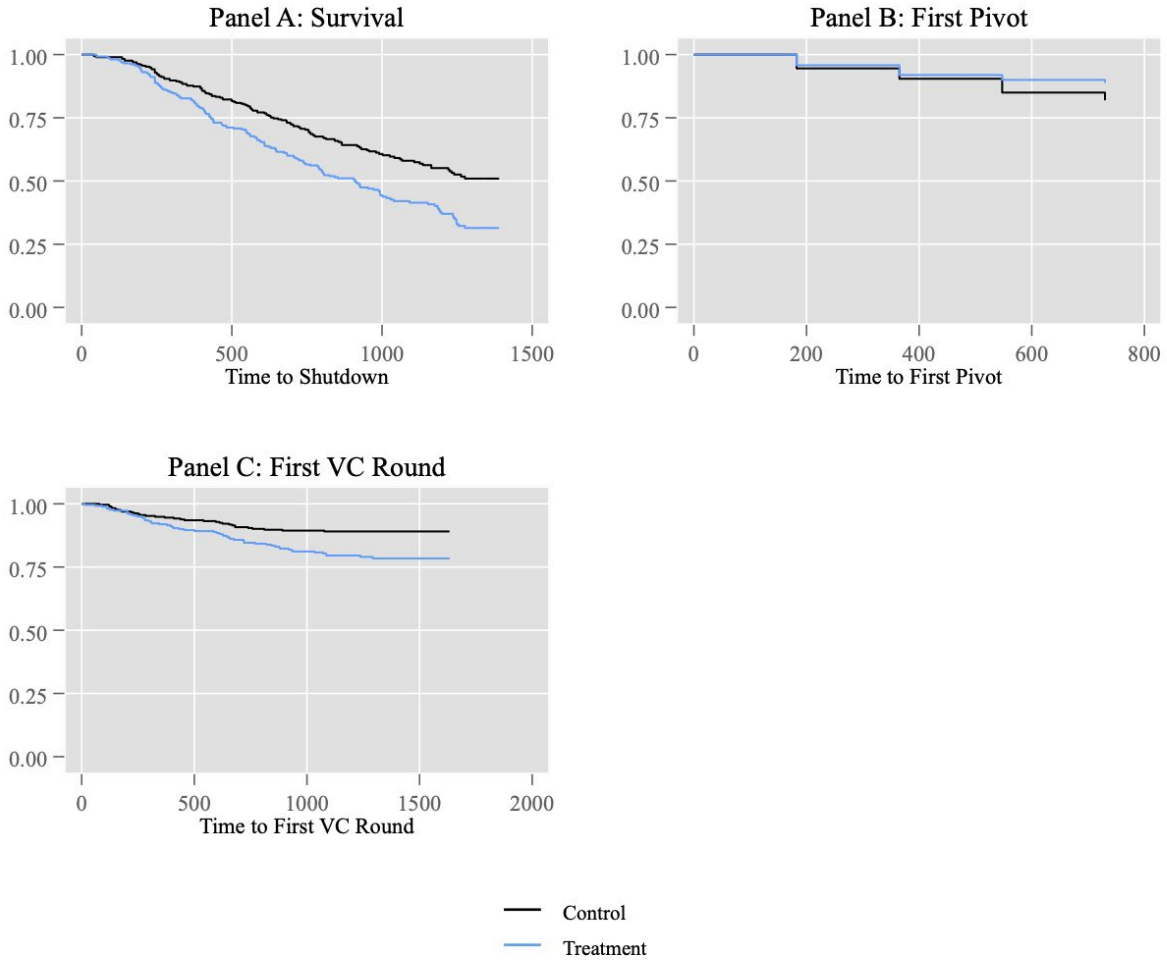 Panel A: Survival
1.00
0.75
0.50
0.25
0.00
0 500 1000 1500
Time to Shutdown
Panel B: First Pivot
1.00
0.75
0.50
0.25
0.00
0 200 400 600 800
Time to First Pivot
Panel C: First VC Round
1.00
0.75
0.50
0.25
0.00
0 500 1000 1500 2000
Time to First VC Round
Control
Treatment